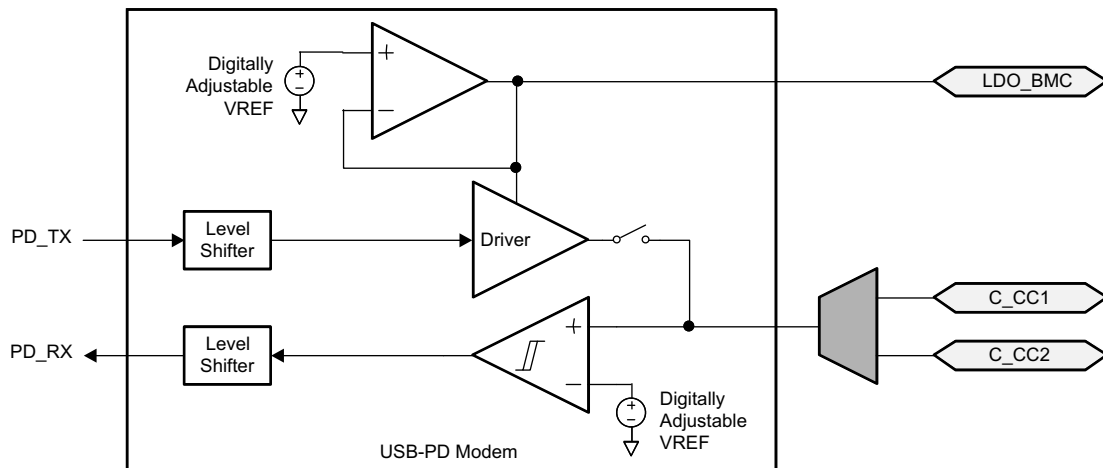 Digitally
Adjustable
VREF
LDO_BMC
PD_TX
Level
Shifter
Driver
C_CC1
PD_RX
Level
Shifter
C_CC2
Digitally
Adjustable
VREF
USB-PD Modem